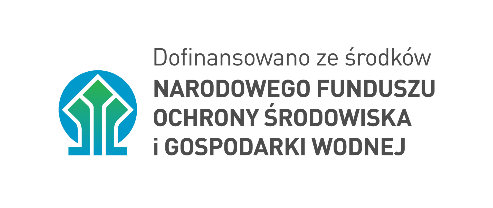 Dofinansowano ze środków
NARODOWEGO FUNDUSZU
OCHRONY ŚRODOWISKA
i GOSPODARKI WODNEJ